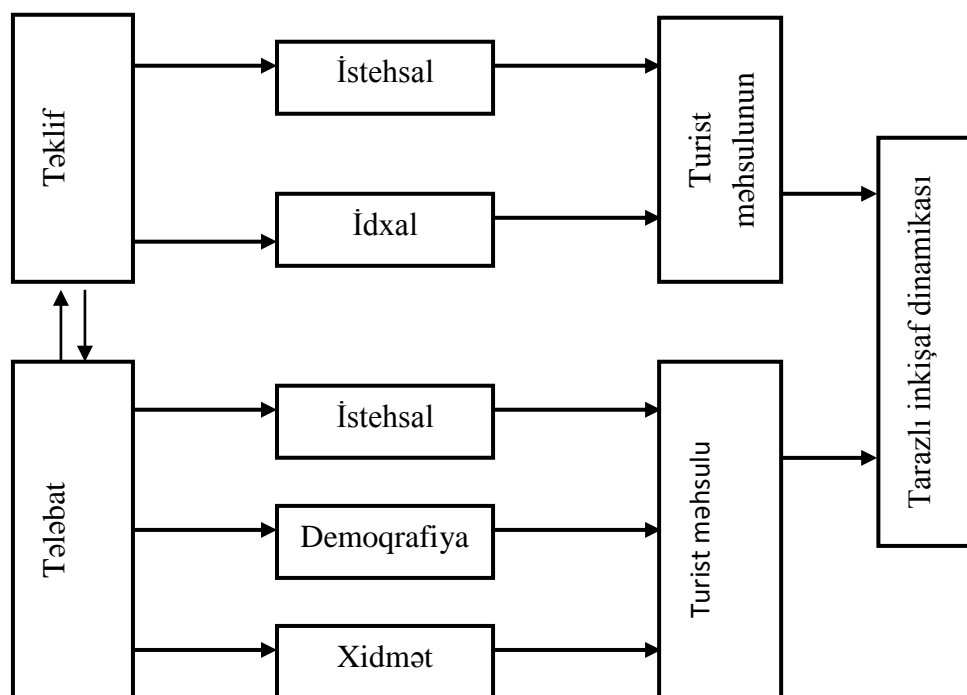 Təklif
İstehsal
İdxal
Turist
məhsulunun
Tələbat
İstehsal
Demoqrafiya
Xidmət
Turist məhsulu
Tarazlı inkişaf dinamikası